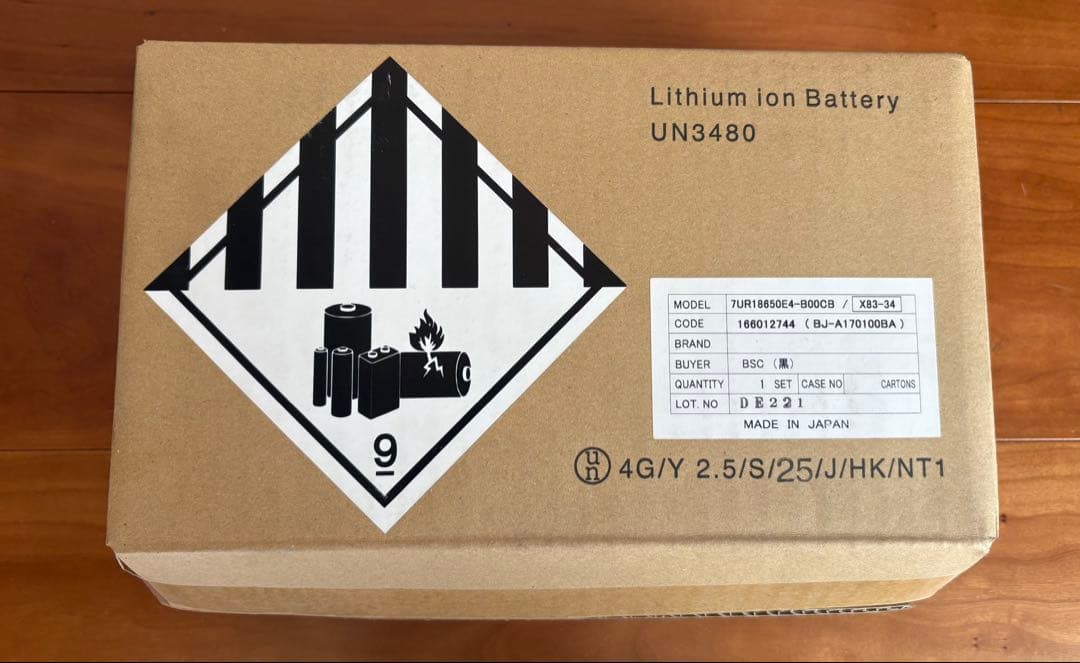 Lithium ion Battery
UN3480
MODEL 7UR18650E4-B00CB / X83-34
CODE 166012744 ( BJ-A170100BA )
BRAND
BUYER BSC (黒)
QUANTITY 1 SET CASE NO CARTONS
LOT. NO DE221
MADE IN JAPAN
9
un 4G/Y 2.5/S/25/J/HK/NT1